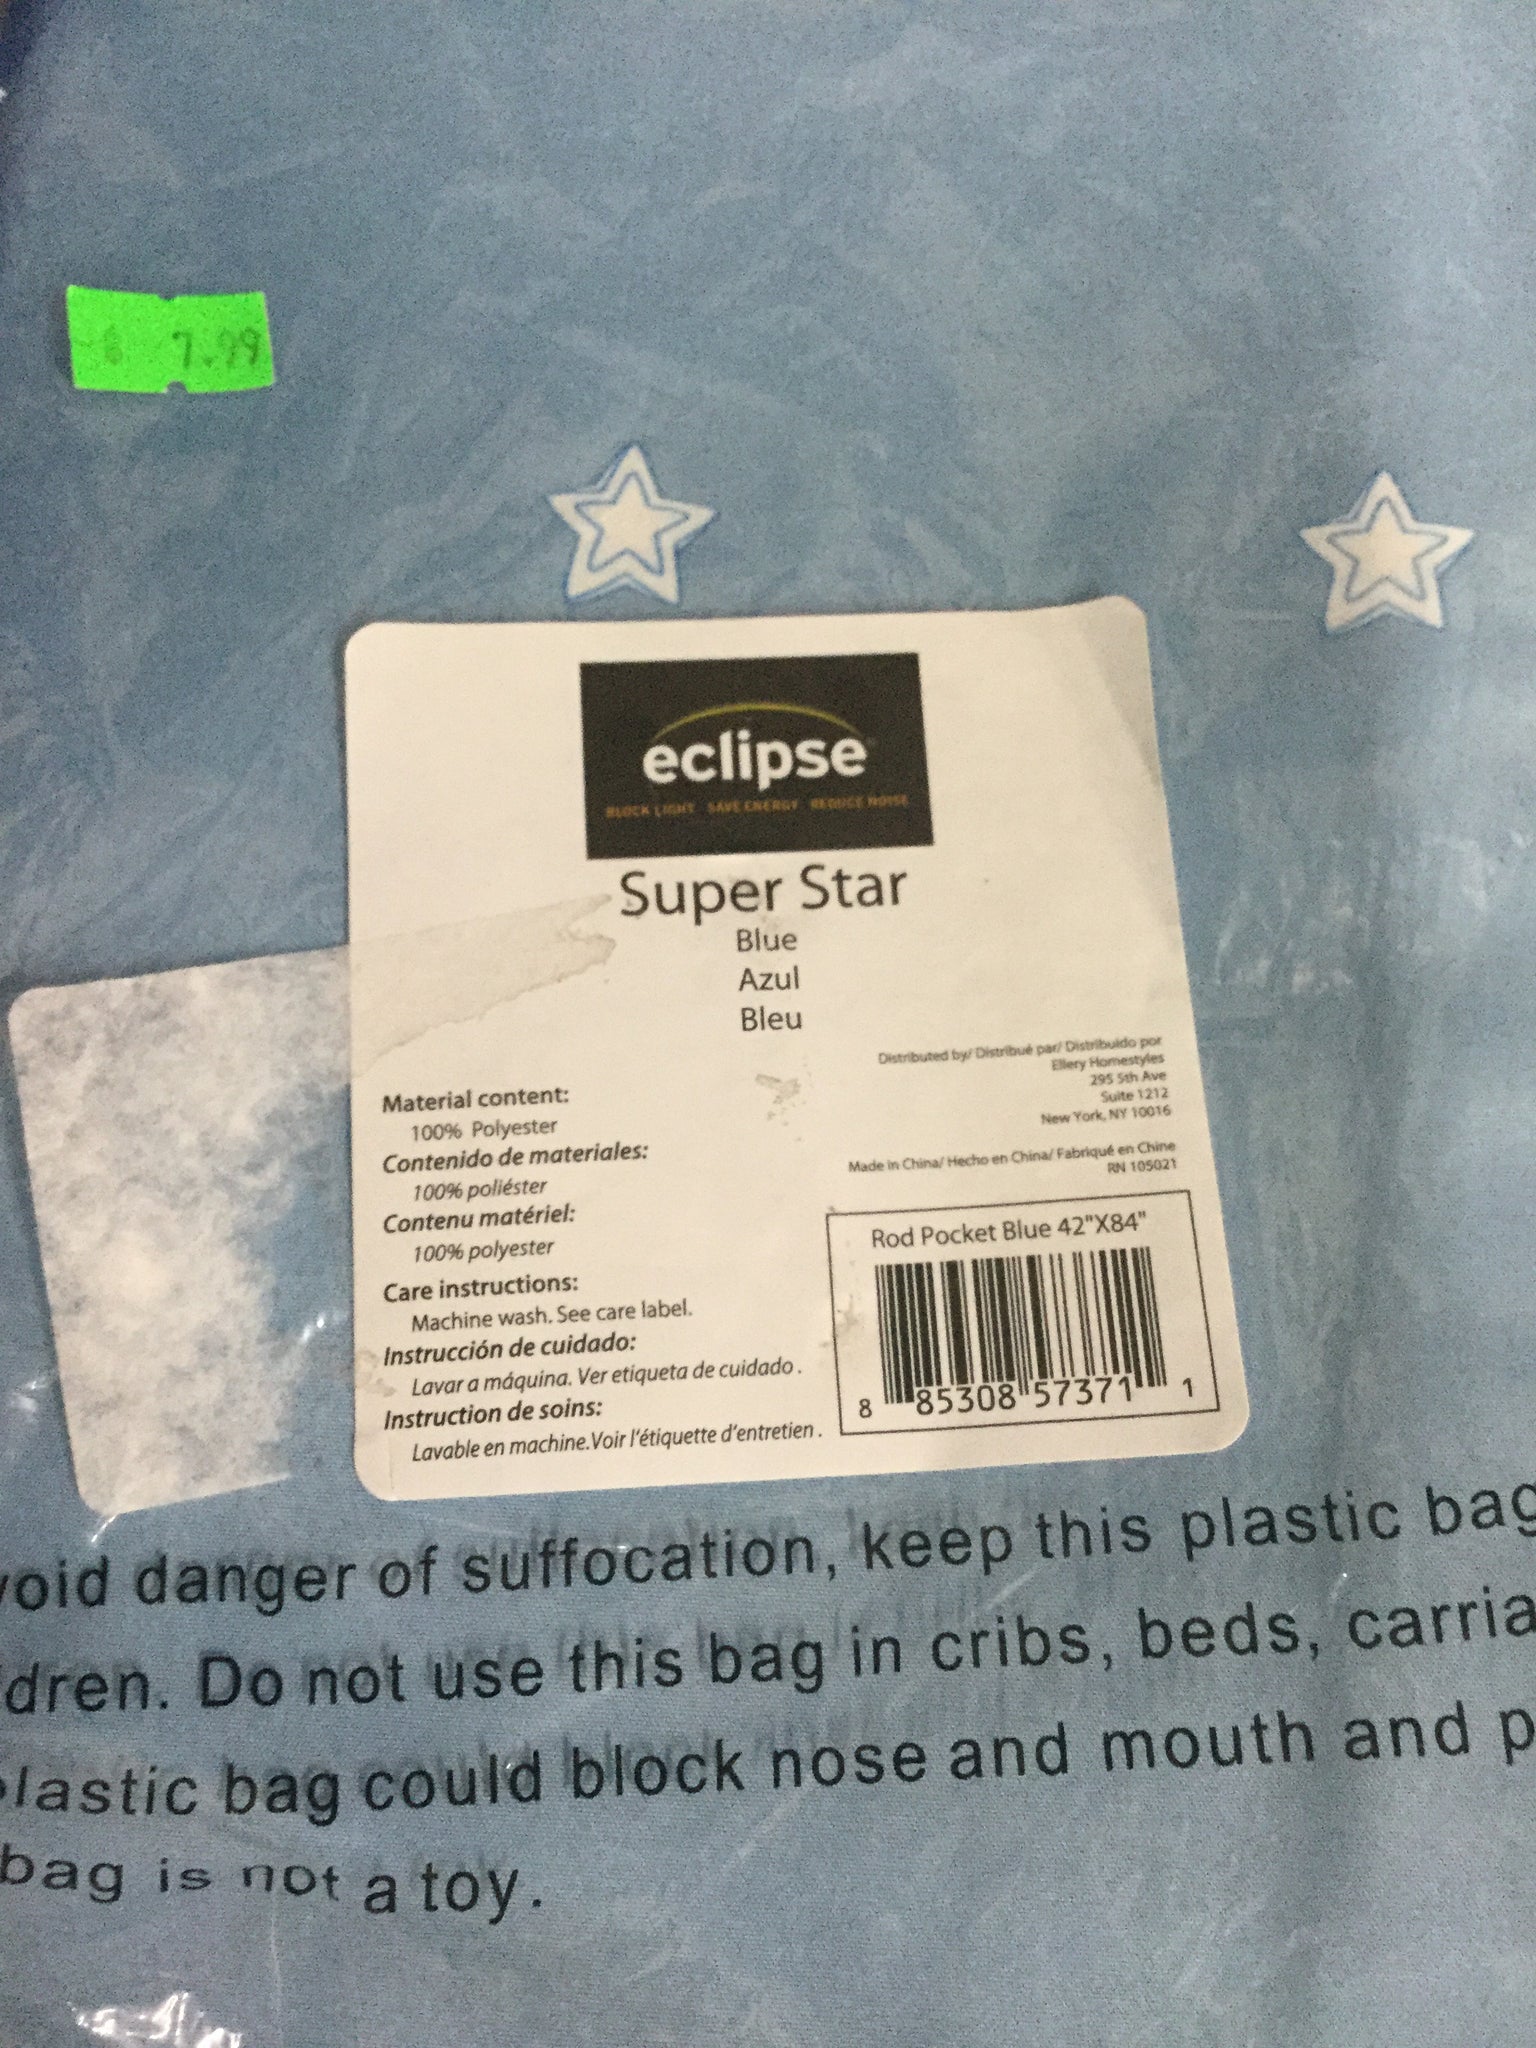 $ 7.99
eclipse
BLOCK LIGHT SAVE ENERGY REDUCE NOISE
Super Star
Blue
Azul
Bleu
Distributed by/ Distribué par/ Distribuido por
Ellery Homestyles
295 5th Ave
Suite 1212
New York, NY 10016
Made in China/ Hecho en China/ Fabriqué en Chine
RN 105021
Material content:
100% Polyester
Contenido de materiales:
100% poliéster
Contenu matériel:
100% polyester
Care instructions:
Machine wash. See care label.
Instrucción de cuidado:
Lavar a máquina. Ver etiqueta de cuidado .
Instruction de soins:
Lavable en machine.Voir l'étiquette d'entretien .
Rod Pocket Blue 42"X84"
8 85308 57371 1
void danger of suffocation, keep this plastic bag
dren. Do not use this bag in cribs, beds, carria
plastic bag could block nose and mouth and p
bag is not a toy.